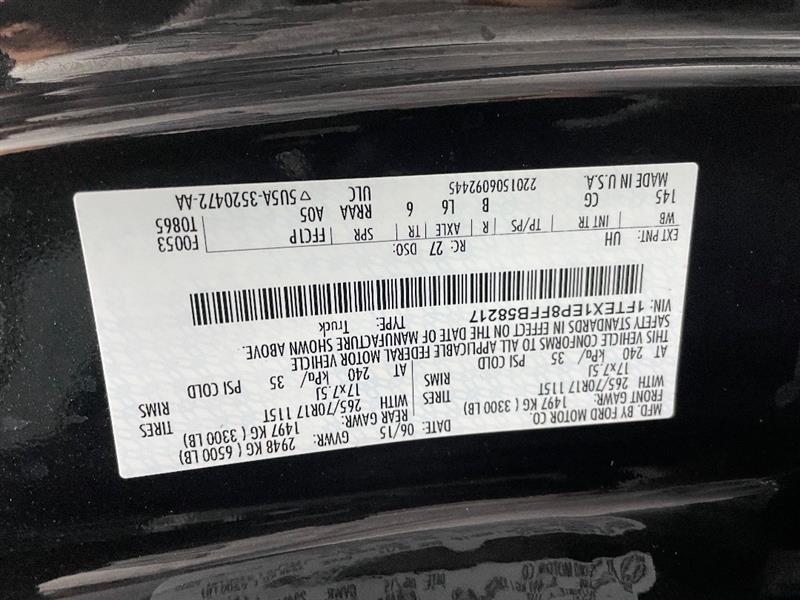 MFD. BY FORD MOTOR CO.
DATE: 06/15 GVWR: 2948 KG ( 6500 LB)
FRONT GAWR: 1497 KG ( 3300 LB) REAR GAWR: 1497 KG ( 3300 LB)
WITH 265/70R17 115T TIRES WITH 265/70R17 115T TIRES
17x7.5J RIMS 17x7.5J RIMS
AT 240 kPa/ 35 PSI COLD AT 240 kPa/ 35 PSI COLD
THIS VEHICLE CONFORMS TO ALL APPLICABLE FEDERAL MOTOR VEHICLE
SAFETY STANDARDS IN EFFECT ON THE DATE OF MANUFACTURE SHOWN ABOVE.
VIN: 1FTEX1EP8FFB58217 TYPE: Truck
EXT PNT: UH RC: 27 DSO: F0053
WB INT TR TP/PS R AXLE TR SPR FFC1P T0865
145 CG B L6 6 RRAA A05
MADE IN U.S.A. 2201506092445 ULC ▽5U5A-3520472-AA